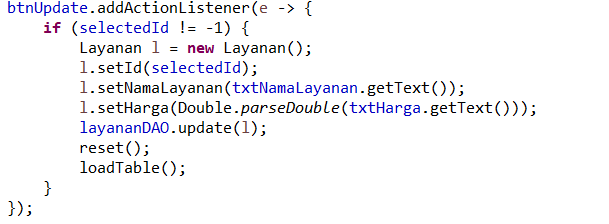 btnUpdate.addActionListener(e -> {
    if (selectedId != -1) {
        Layanan l = new Layanan();
        l.setId(selectedId);
        l.setNamaLayanan(txtNamaLayanan.getText());
        l.setHarga(Double.parseDouble(txtHarga.getText()));
        layananDAO.update(l);
        reset();
        loadTable();
    }
});